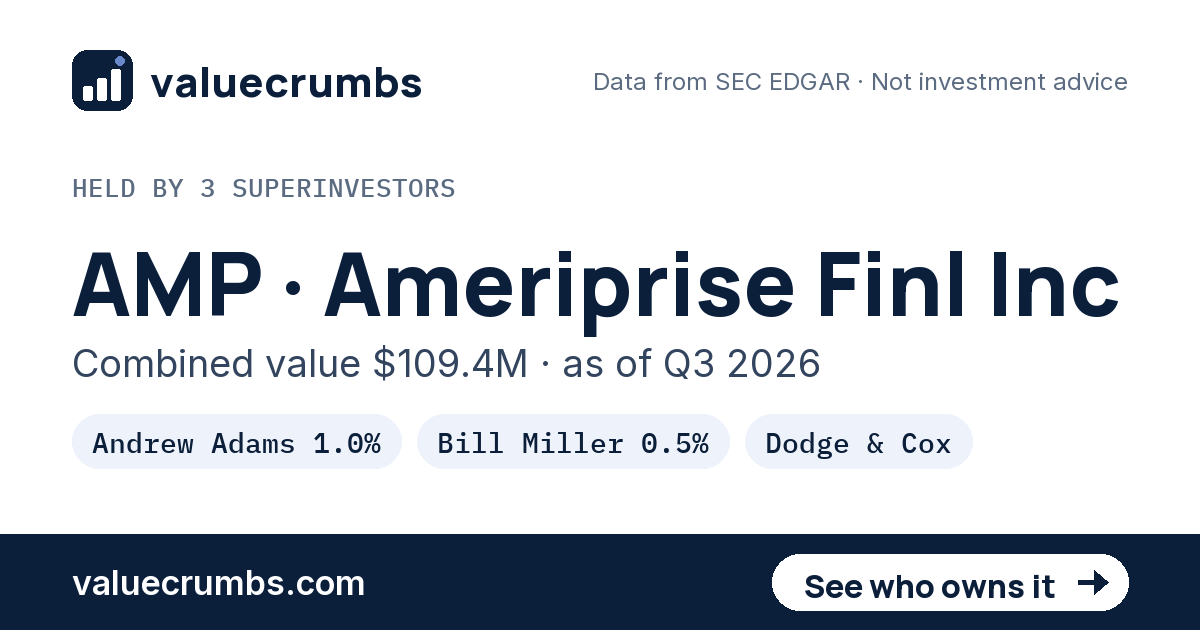 valuecrumbs
Data from SEC EDGAR · Not investment advice
HELD BY 3 SUPERINVESTORS
AMP · Ameriprise Finl Inc
Combined value $109.4M · as of Q3 2026
Andrew Adams 1.0%
Bill Miller 0.5%
Dodge & Cox
valuecrumbs.com
See who owns it